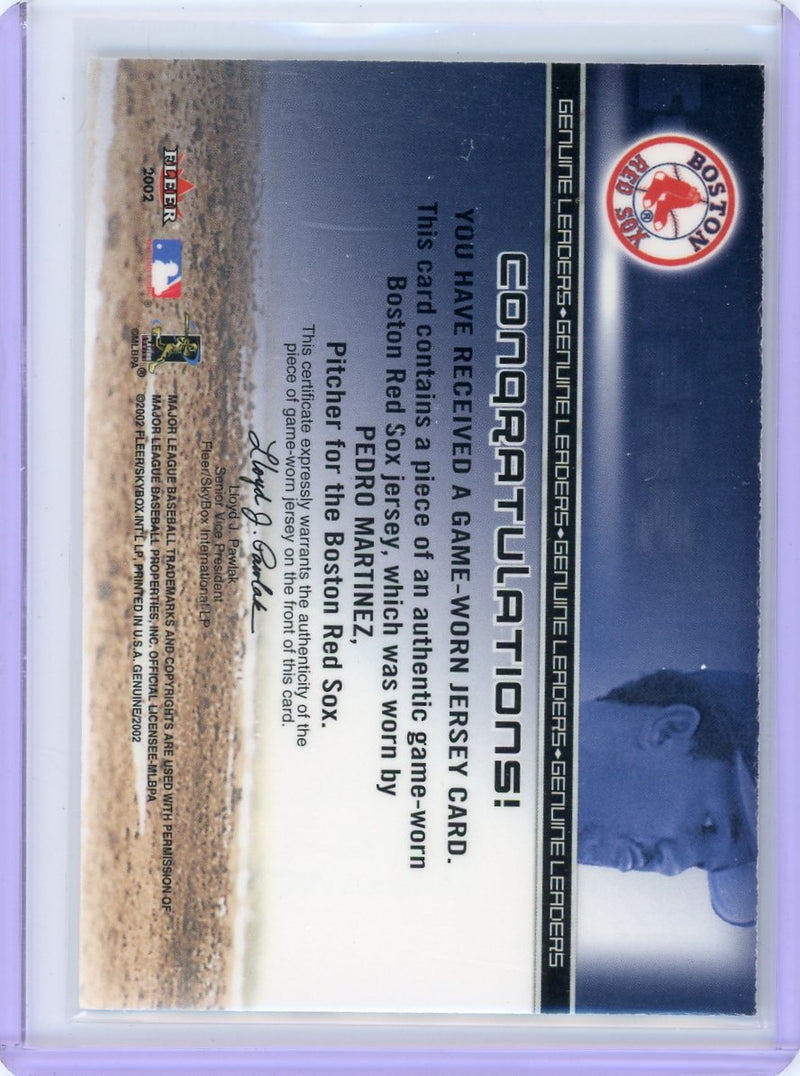 BOSTON
RED SOX
®
GENUINE LEADERS◆GENUINE LEADERS◆GENUINE LEADERS◆GENUINE LEADERS
CONGRATULATIONS!
YOU HAVE RECEIVED A GAME-WORN JERSEY CARD.
This card contains a piece of an authentic game-worn
Boston Red Sox jersey, which was worn by
PEDRO MARTINEZ,
Pitcher for the Boston Red Sox.
This certificate expressly warrants the authenticity of the
piece of game-worn jersey on the front of this card.
Lloyd J. Pawlak
Lloyd J. Pawlak
Senior Vice President
Fleer/SkyBox International LP
FLEER
2002
©MLBPA
MAJOR LEAGUE BASEBALL TRADEMARKS AND COPYRIGHTS ARE USED WITH PERMISSION OF
MAJOR LEAGUE BASEBALL PROPERTIES, INC. OFFICIAL LICENSEE-MLBPA
©2002 FLEER/SKYBOX INT'L LP, PRINTED IN U.S.A. GENUINE/2002